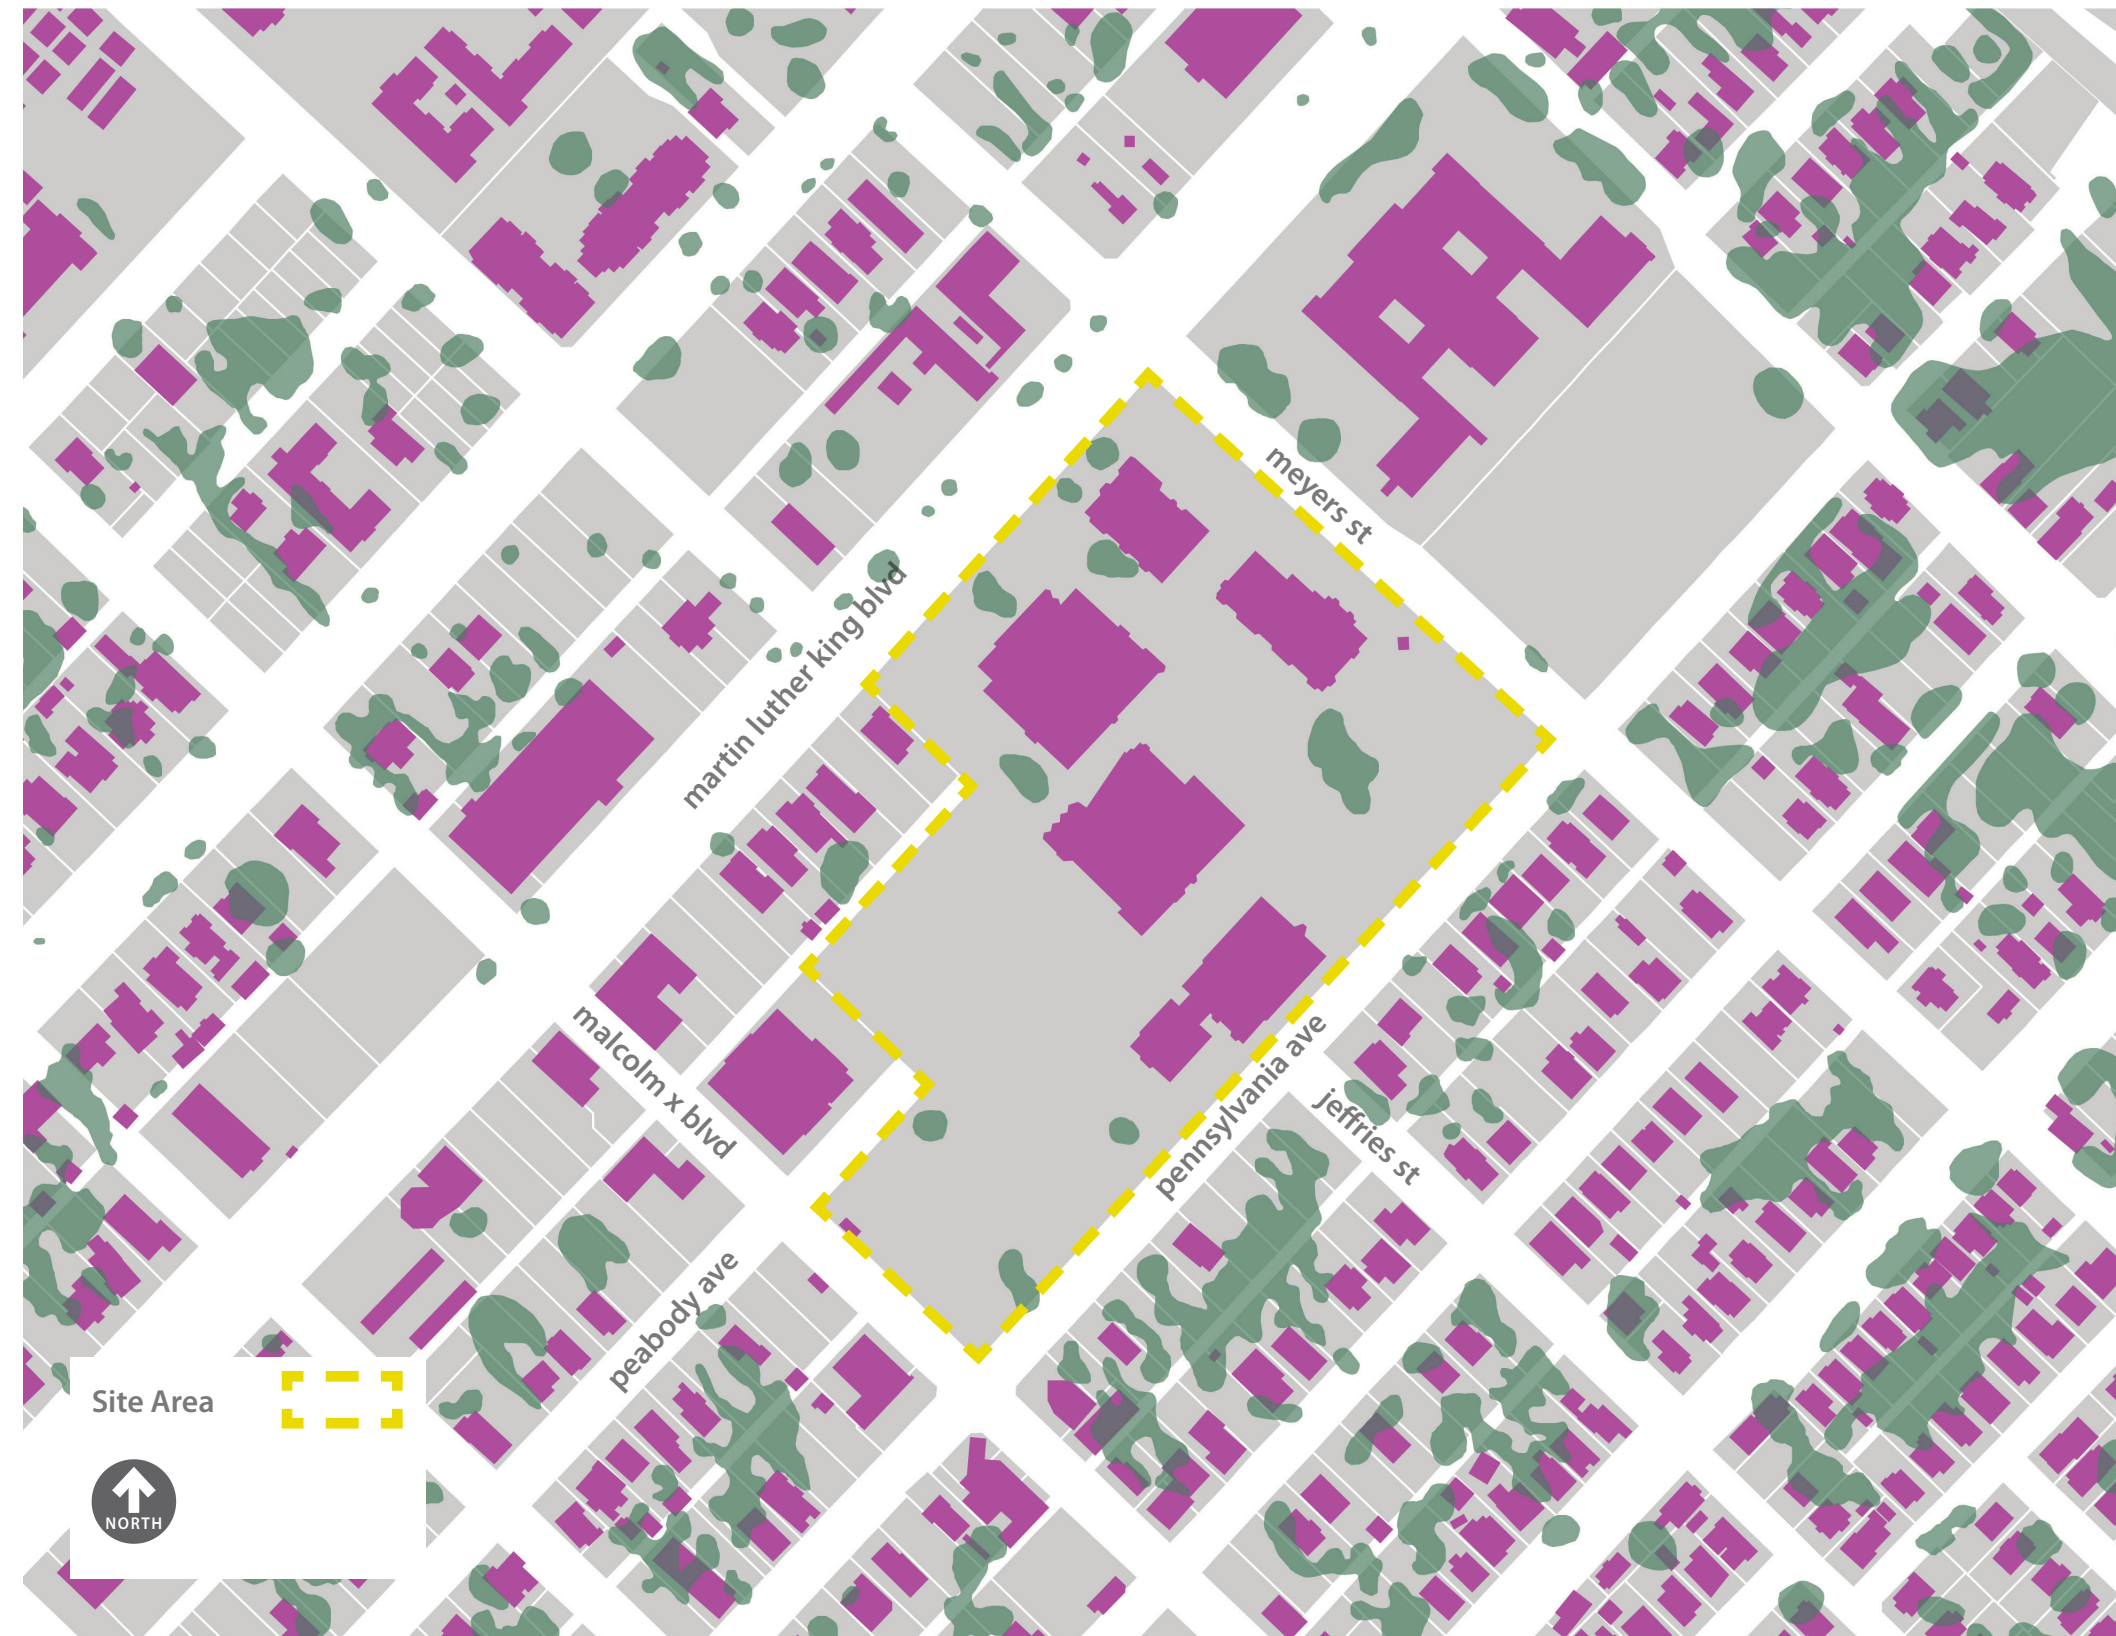 meyers st
martin luther king blvd
malcolm x blvd
pennsylvania ave
jeffries st
peabody ave
Site Area
NORTH